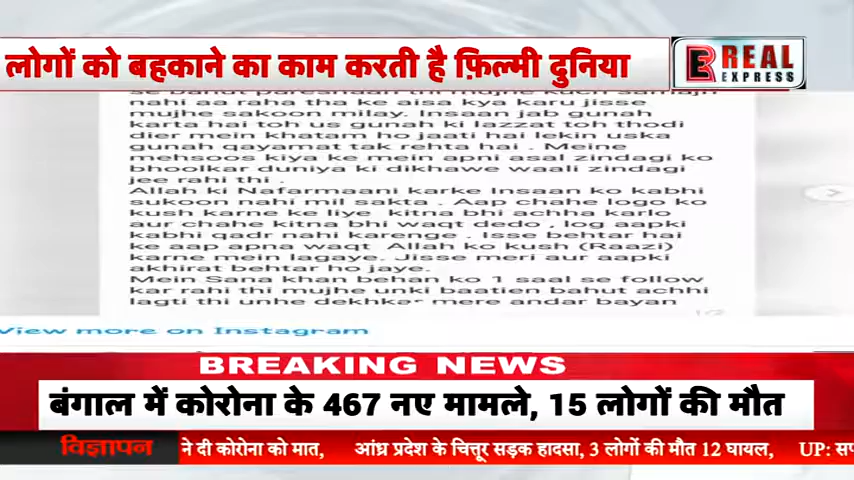 लोगों को बहकाने का काम करती है फ़िल्मी दुनिया
REAL
EXPRESS
nahi aa raha tha ke aisa kya karu jisse
mujhe sakoon milay. Insaan jab gunah
karta hai toh us gunah ki lazzat toh thodi
dier mein khatam ho jaati hai lekin uska
gunah qayamat tak rehta hai . Meine
mehsoos kiya ke mein apni asal zindagi ko
bhoolkar duniya ki dikhawe waali zindagi
jee rahi thi .
Allah ki Nafarmaani karke Insaan ko kabhi
sukoon nahi mil sakta . Aap chahe logo ko
kush karne ke liye kitna bhi achha karlo
aur chahe kitna bhi waqt dedo , log aapki
kabhi qadr nahi karenge . Isse behtar hai
ke aap apna waqt Allah ko kush (Raazi)
karne mein lagaye. Jisse meri aur aapki
akhirat behtar ho jaye.
Mein Sana khan behan ko 1 saal se follow
kar rahi thi mujhe unki baatien bahut achhi
lagti thi unhe dekhkar mere andar bayan
1/2
View more on Instagram
BREAKING NEWS
बंगाल में कोरोना के 467 नए मामले, 15 लोगों की मौत
विज्ञापन ने दी कोरोना को मात, आंध्र प्रदेश के चित्तूर सड़क हादसा, 3 लोगों की मौत 12 घायल, UP: